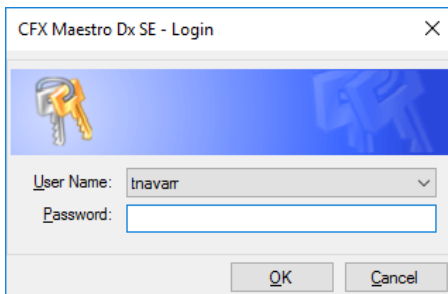 CFX Maestro Dx SE - Login
User Name: tnavarr
Password:
OK Cancel